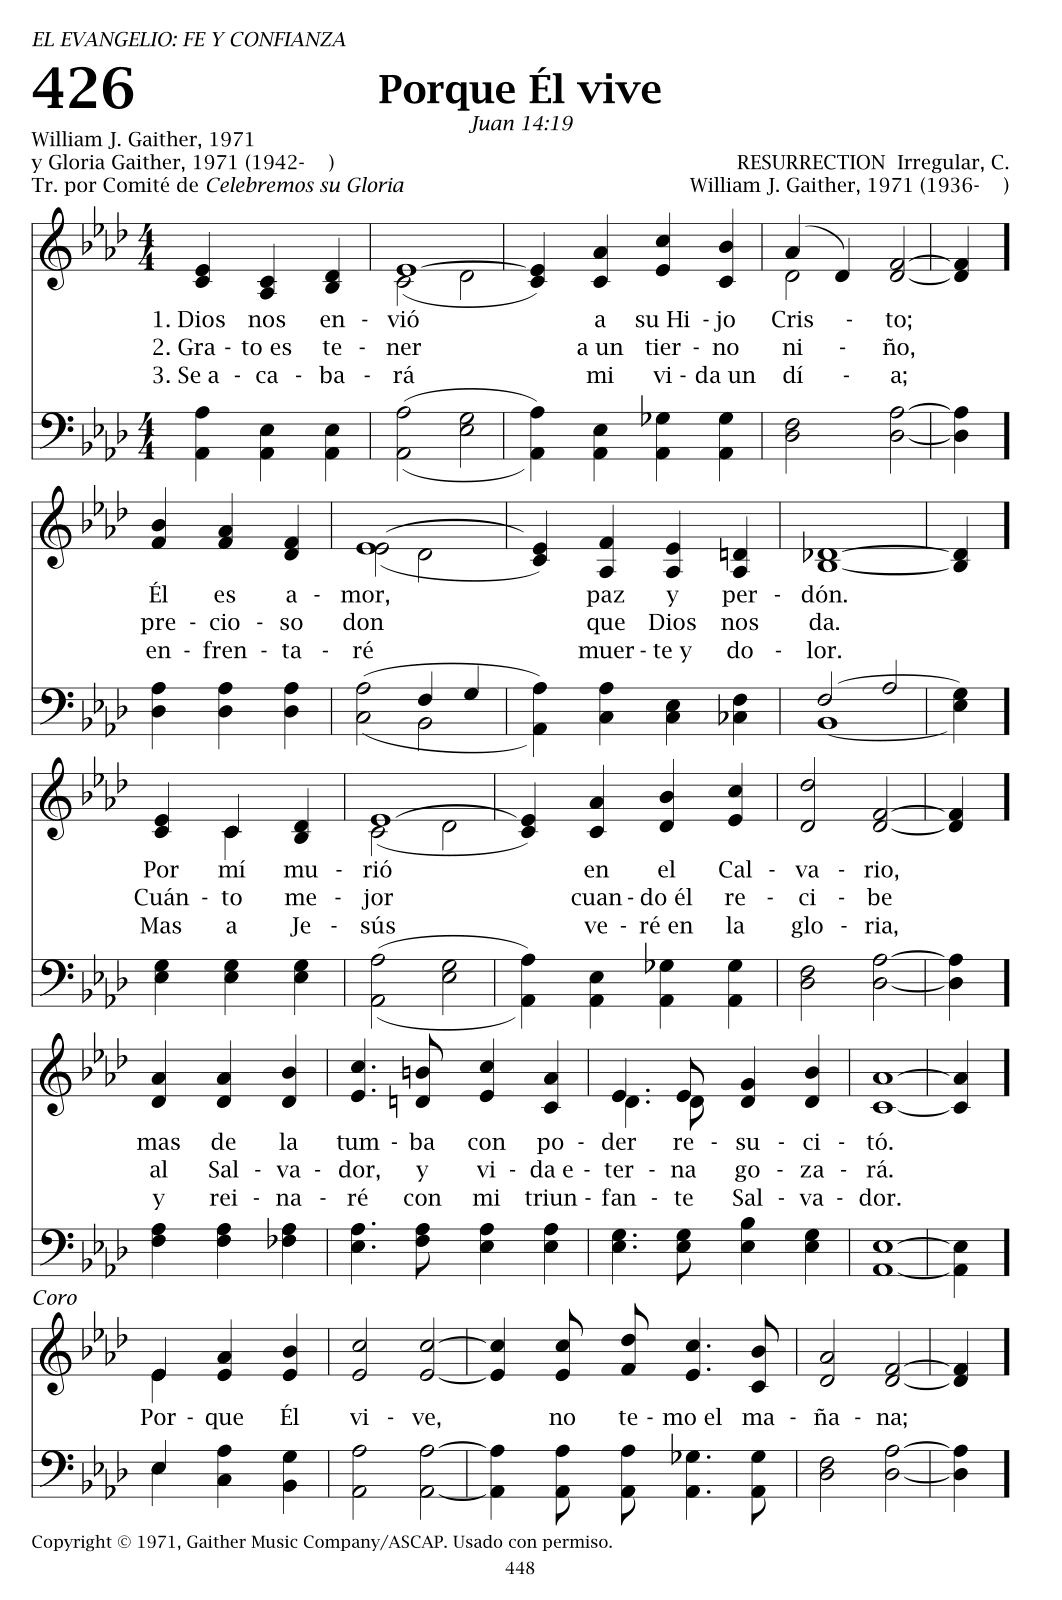 EL EVANGELIO: FE Y CONFIANZA
426
Porque Él vive
Juan 14:19
William J. Gaither, 1971
y Gloria Gaither, 1971 (1942- )
Tr. por Comité de Celebremos su Gloria
RESURRECTION Irregular, C.
William J. Gaither, 1971 (1936- )
1. Dios nos en - vió a su Hi - jo Cris - to;
2. Gra - to es te - ner a un tier - no ni - ño,
3. Se a - ca - ba - rá mi vi - da un dí - a;
Él es a - mor, paz y per - dón.
pre - cio - so don que Dios nos da.
en - fren - ta - ré muer - te y do - lor.
Por mí mu - rió en el Cal - va - rio,
Cuán - to me - jor cuan - do él re - ci - be
Mas a Je - sús ve - ré en la glo - ria,
mas de la tum - ba con po - der re - su - ci - tó.
al Sal - va - dor, y vi - da e - ter - na go - za - rá.
y rei - na - ré con mi triun - fan - te Sal - va - dor.
Coro
Por - que Él vi - ve, no te - mo el ma - ña - na;
Copyright © 1971, Gaither Music Company/ASCAP. Usado con permiso.
448